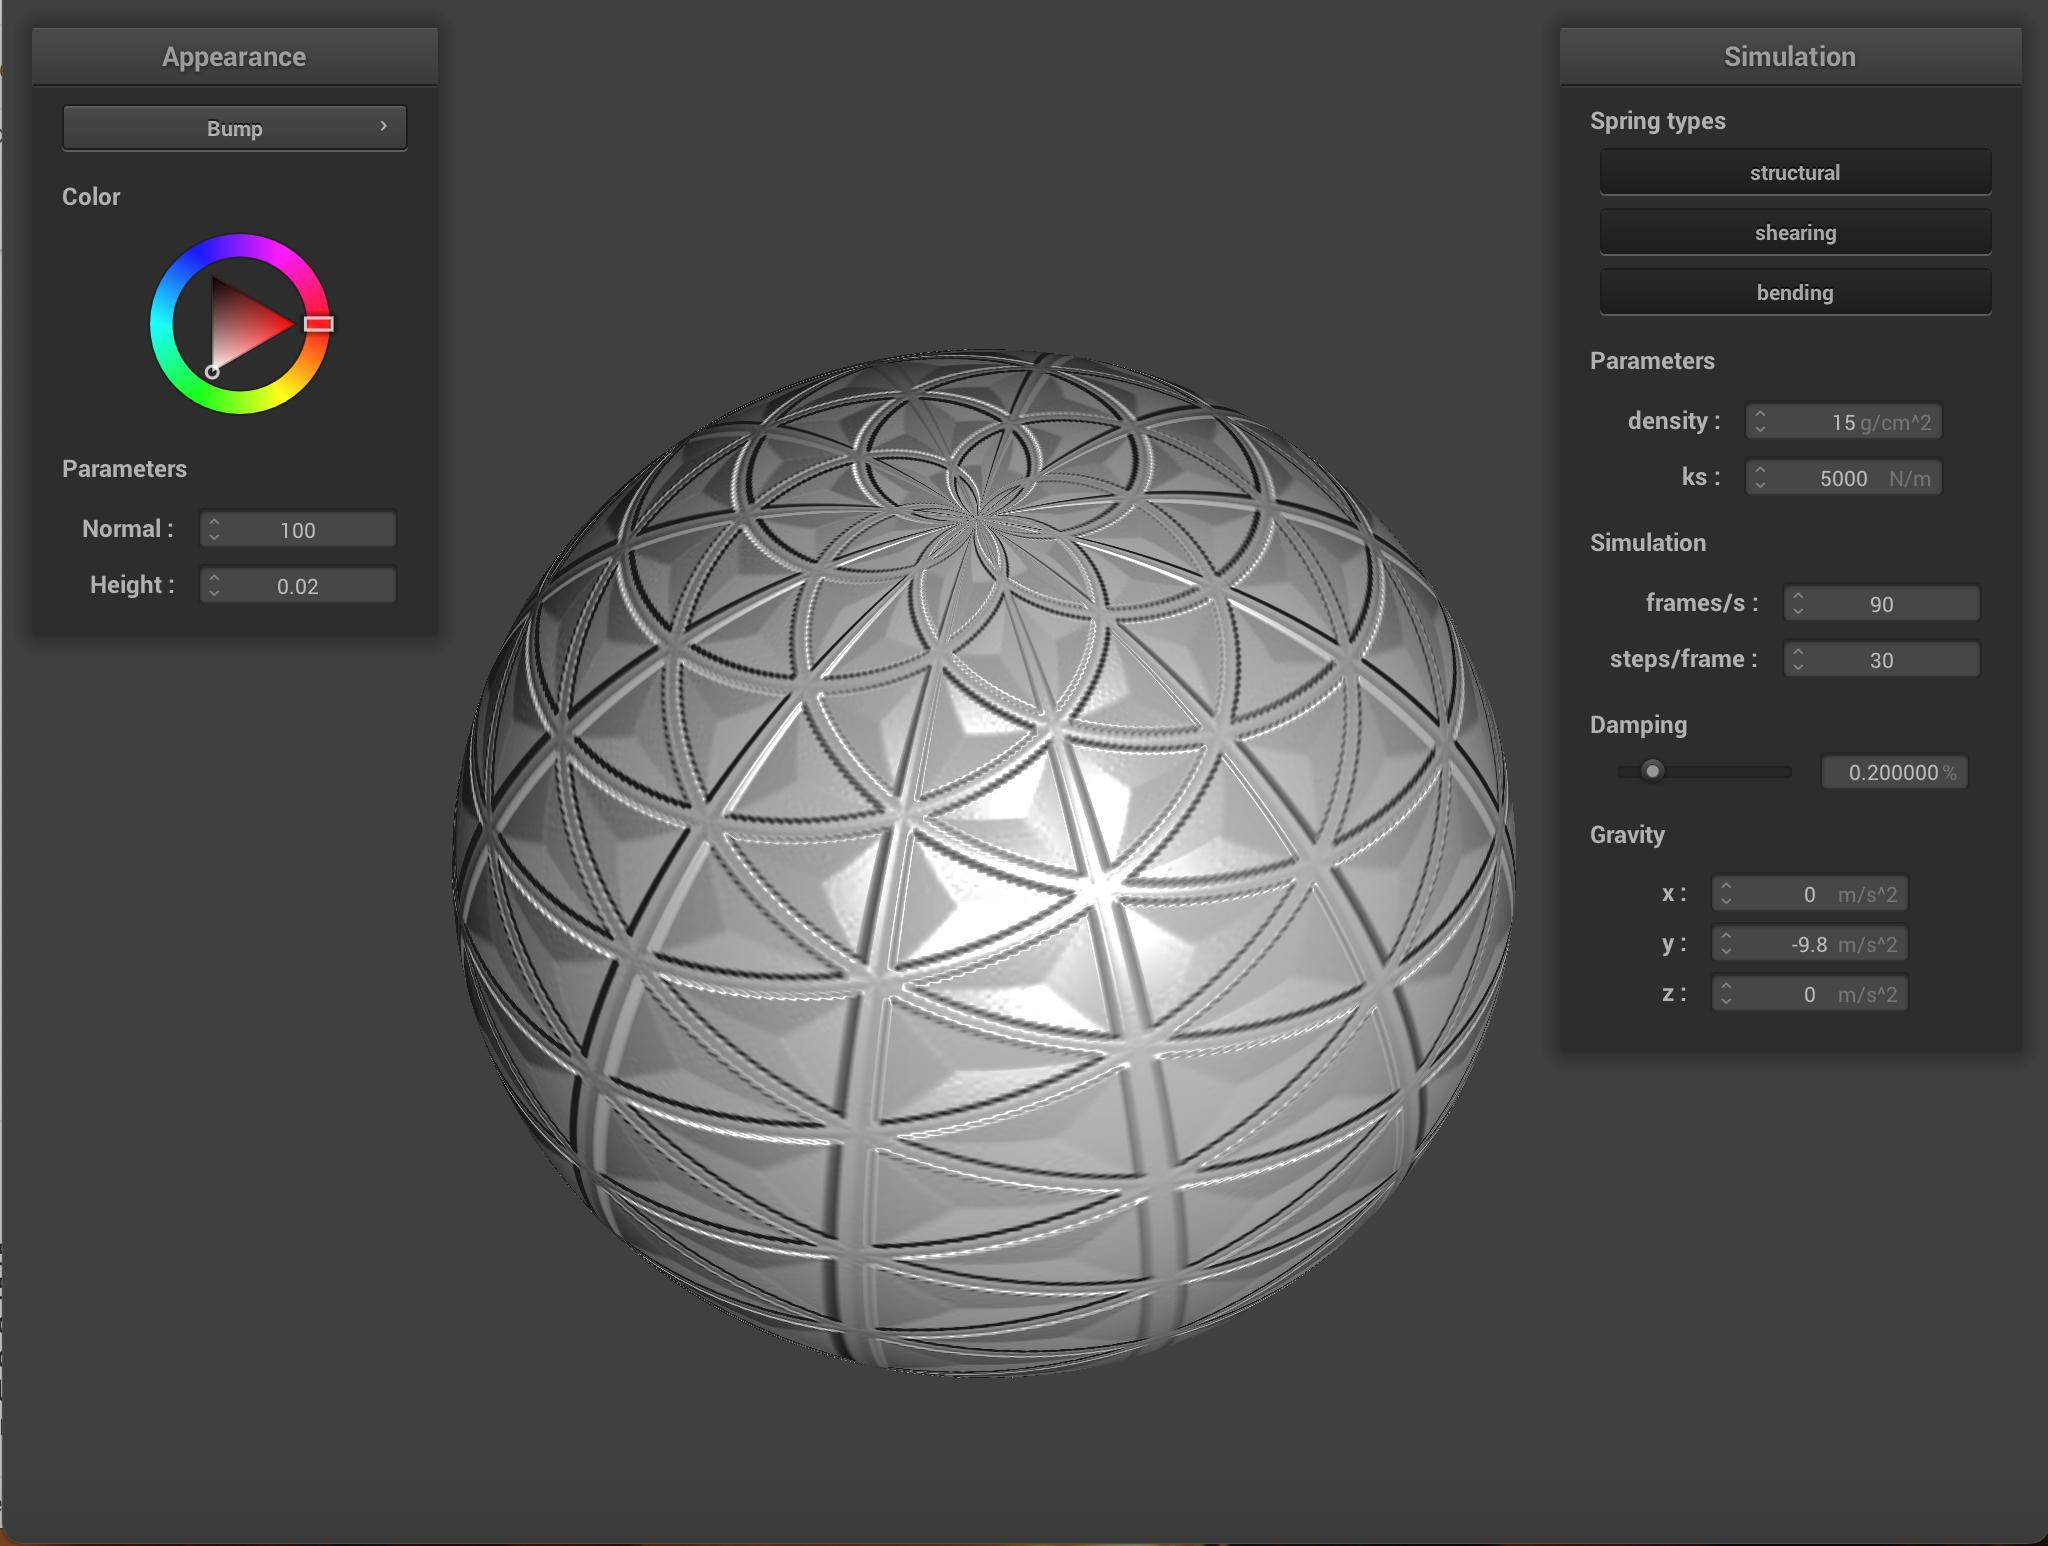 Appearance
Bump
Color
Parameters
Normal : 100
Height : 0.02
Simulation
Spring types
structural
shearing
bending
Parameters
density : 15 g/cm^2
ks : 5000 N/m
Simulation
frames/s : 90
steps/frame : 30
Damping
0.200000 %
Gravity
x : 0 m/s^2
y : -9.8 m/s^2
z : 0 m/s^2